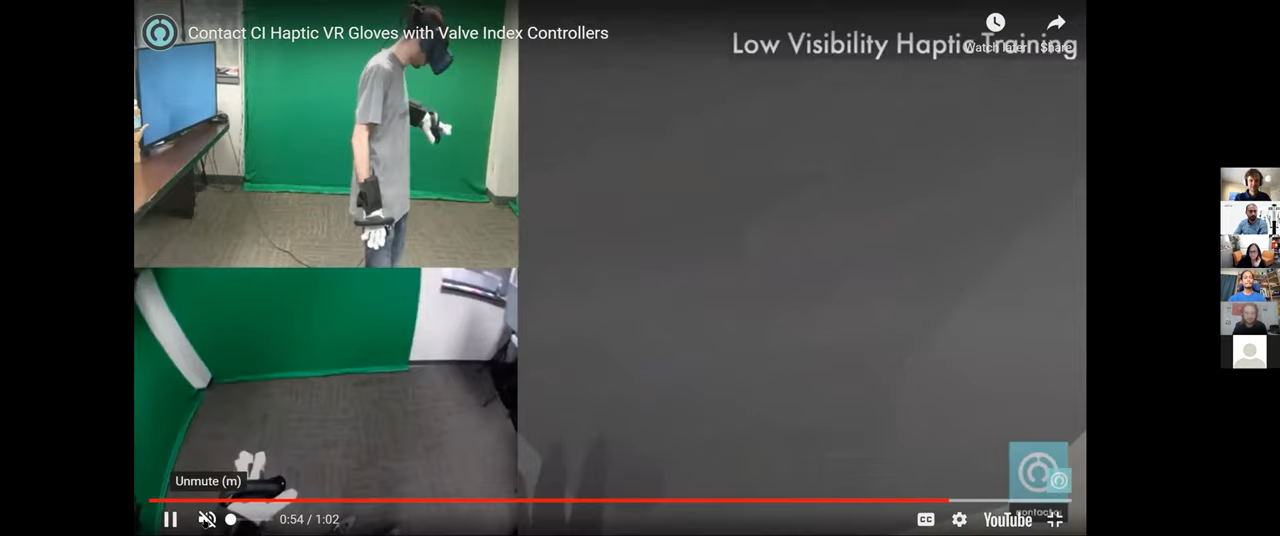 Contact CI Haptic VR Gloves with Valve Index Controllers
Low Visibility Haptic Training
Watch later
Share
Unmute (m)
0:54 / 1:02
CC
YouTube